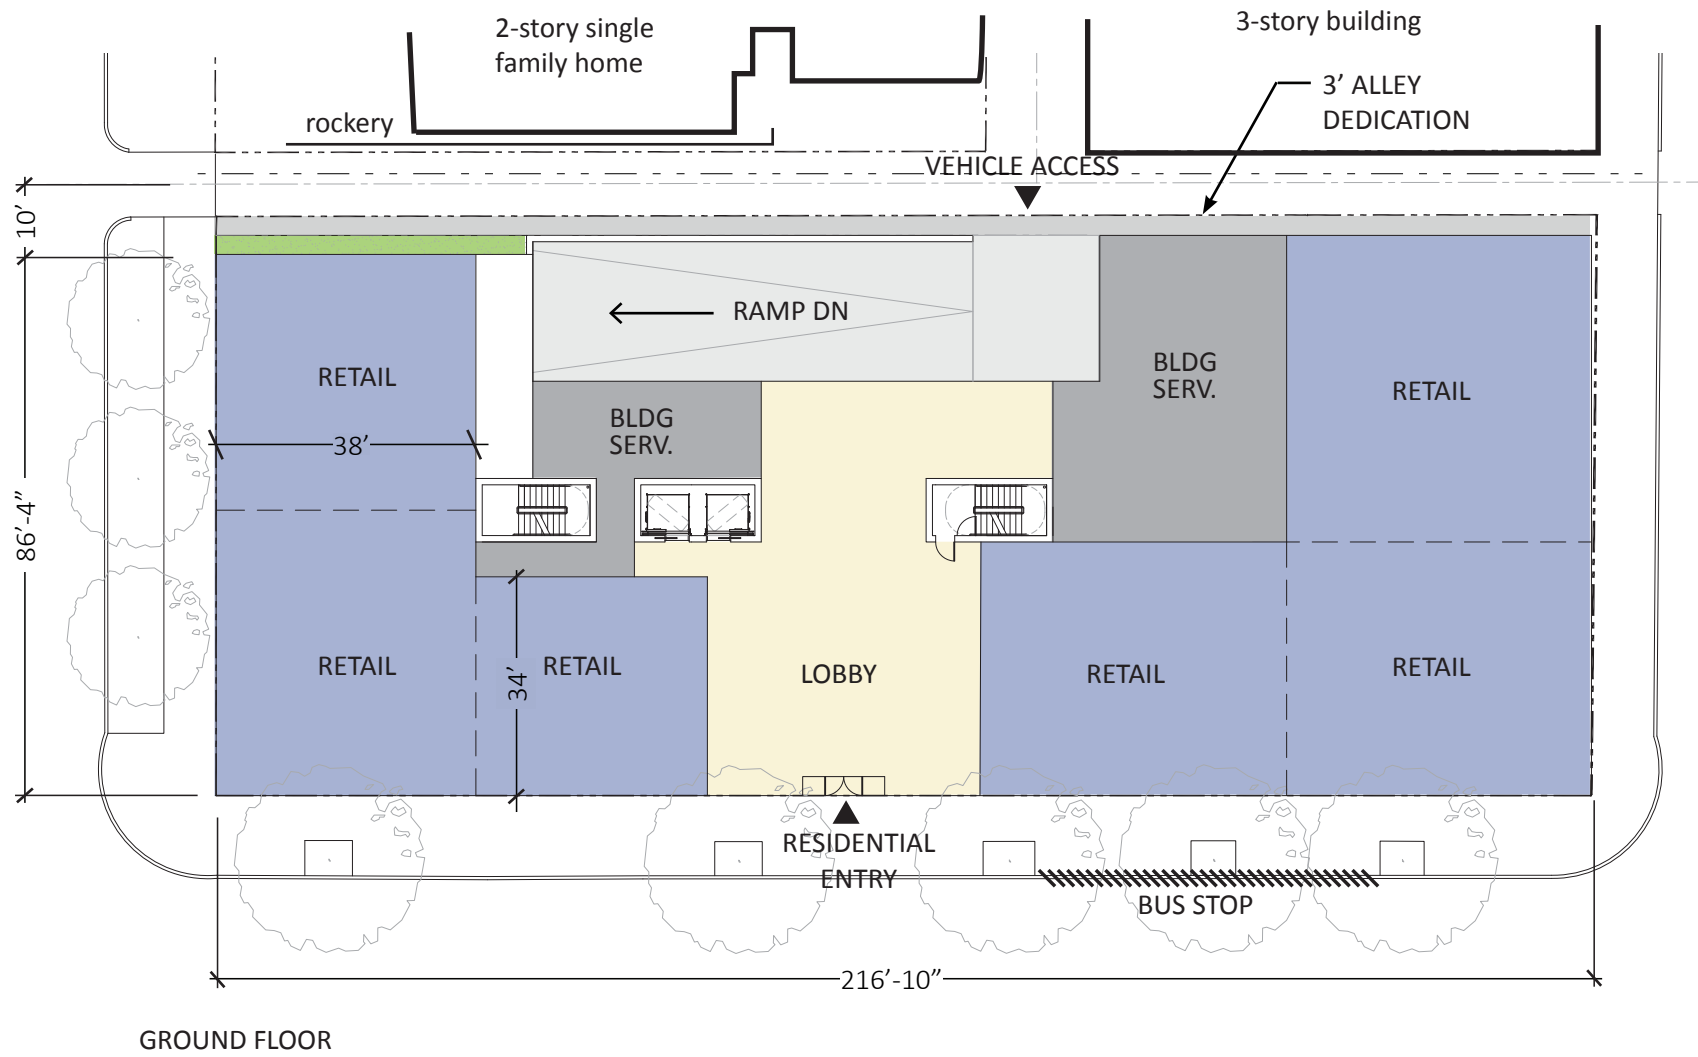 2-story single
family home
3-story building
3’ ALLEY
DEDICATION
rockery
VEHICLE ACCESS
10’
RAMP DN
RETAIL
BLDG
SERV.
RETAIL
BLDG
SERV.
38’
86’-4”
RETAIL
34’
RETAIL
LOBBY
RETAIL
RETAIL
RESIDENTIAL
ENTRY
BUS STOP
216’-10”
GROUND FLOOR